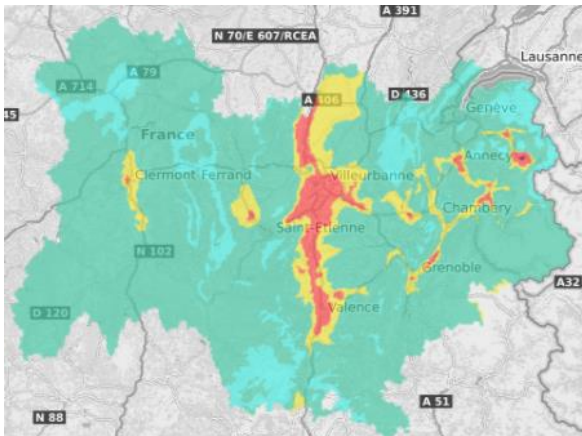 A 391
N 70/E 607/RCEA
Lausanne
A 714
A 79
A 406
D 436
Genève
45
France
Annecy
Clermont Ferrand
Villeurbanne
Chambéry
Saint-Étienne
N 102
Grenoble
A32
Valence
D 120
N 88
A 51